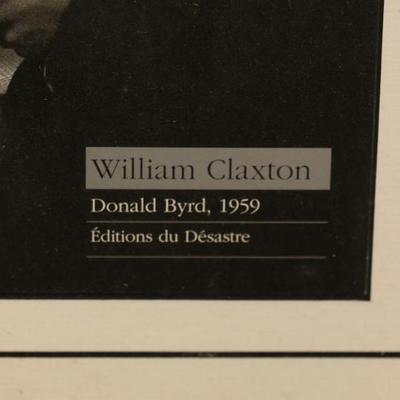 William Claxton
Donald Byrd, 1959
Éditions du Désastre